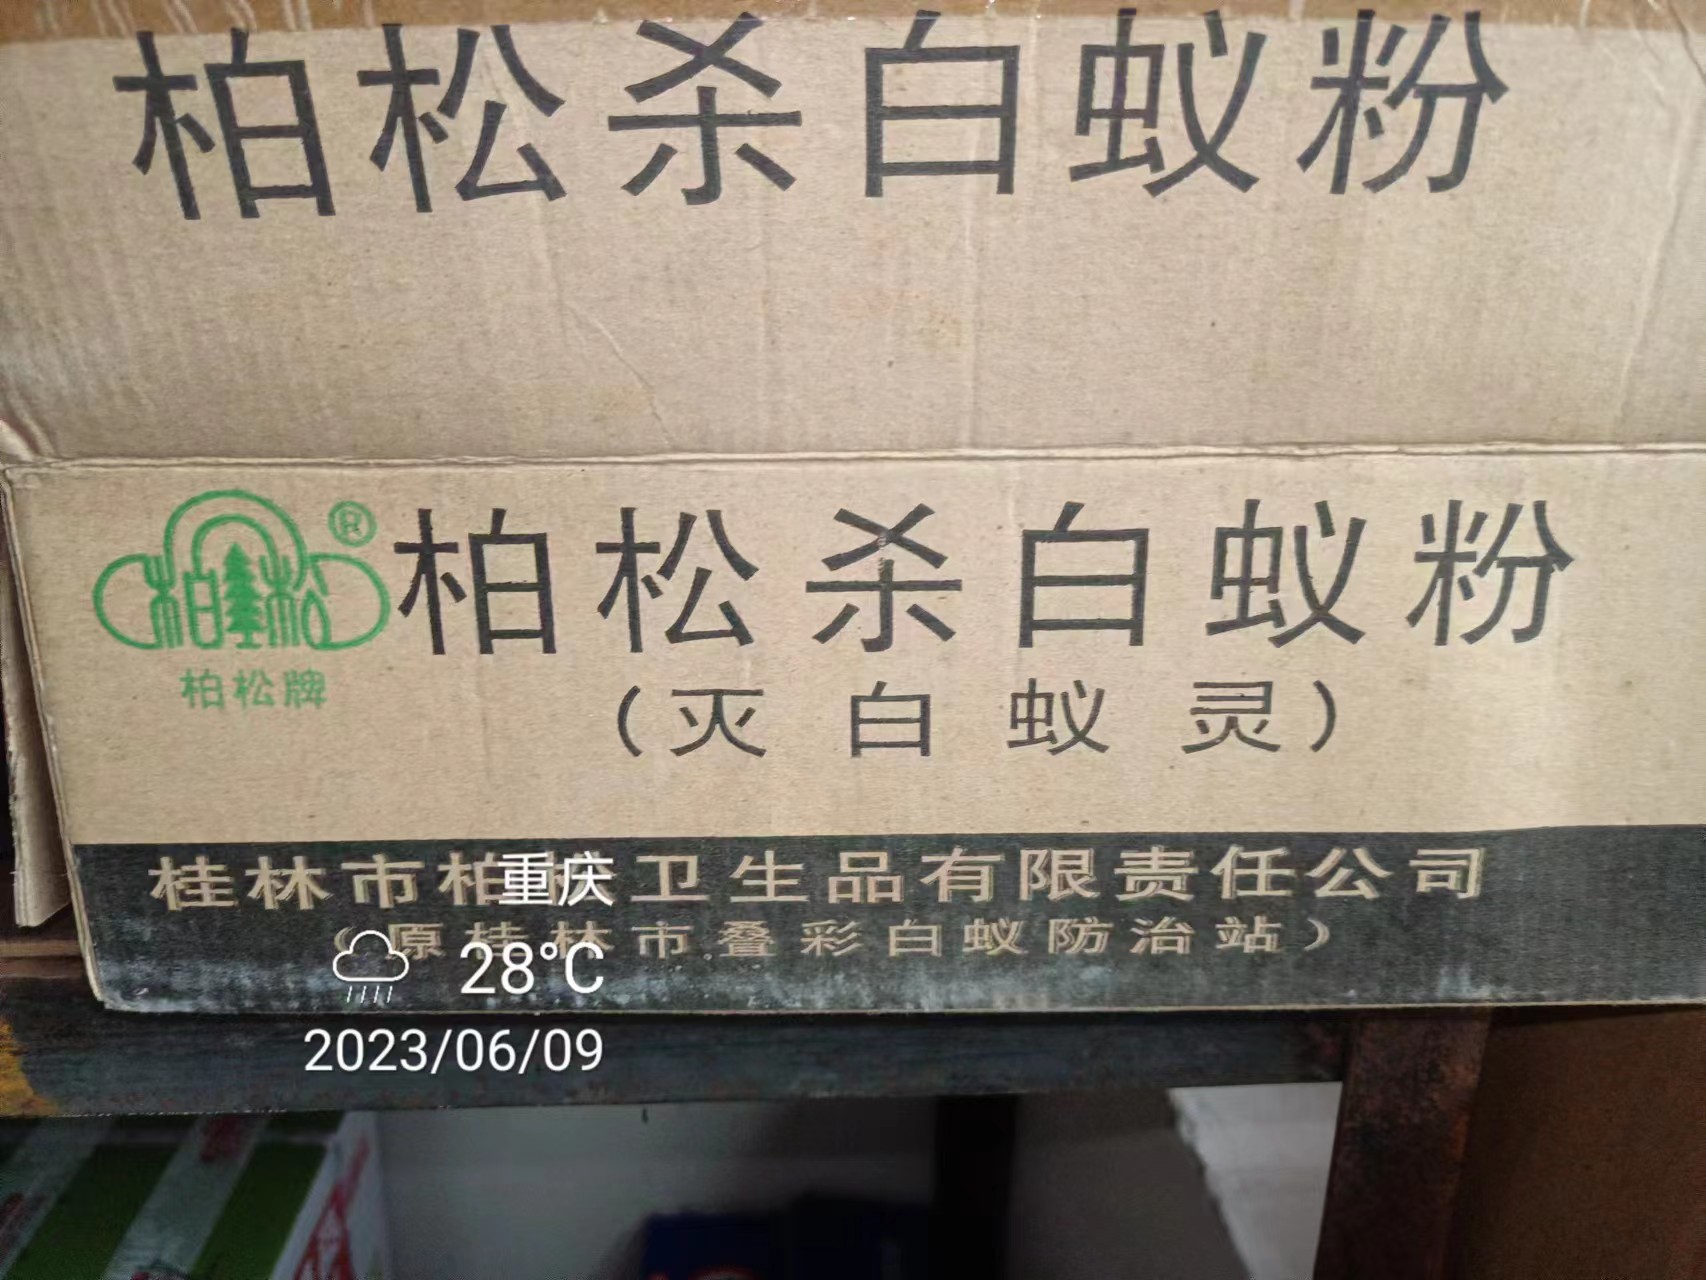 柏松杀白蚁粉
柏松
®
柏松牌
柏松杀白蚁粉
(灭白蚁灵)
桂林市柏 卫生品有限责任公司
(原桂林市叠彩白蚁防治站)
重庆
28°C
2023/06/09